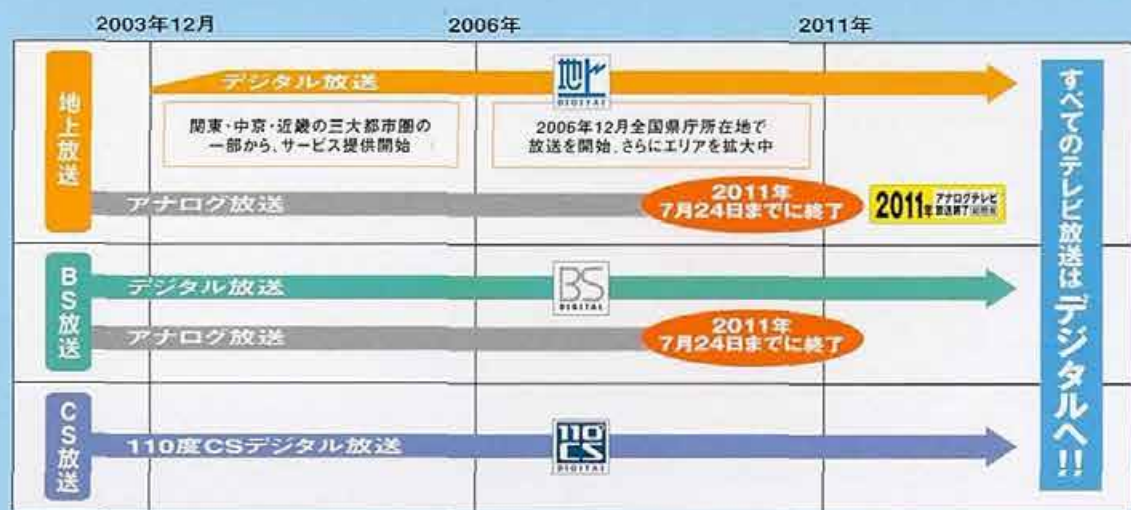 2003年12月
2006年
2011年
地上放送
デジタル放送
地上
DIGITAL
関東・中京・近畿の三大都市圏の
一部から、サービス提供開始
2006年12月全国県庁所在地で
放送を開始、さらにエリアを拡大中
アナログ放送
2011年
7月24日までに終了
2011年 アナログテレビ
放送終了
BS放送
デジタル放送
BS
DIGITAL
アナログ放送
2011年
7月24日までに終了
CS放送
110度CSデジタル放送
110°
CS
DIGITAL
すべてのテレビ放送はデジタルへ!!